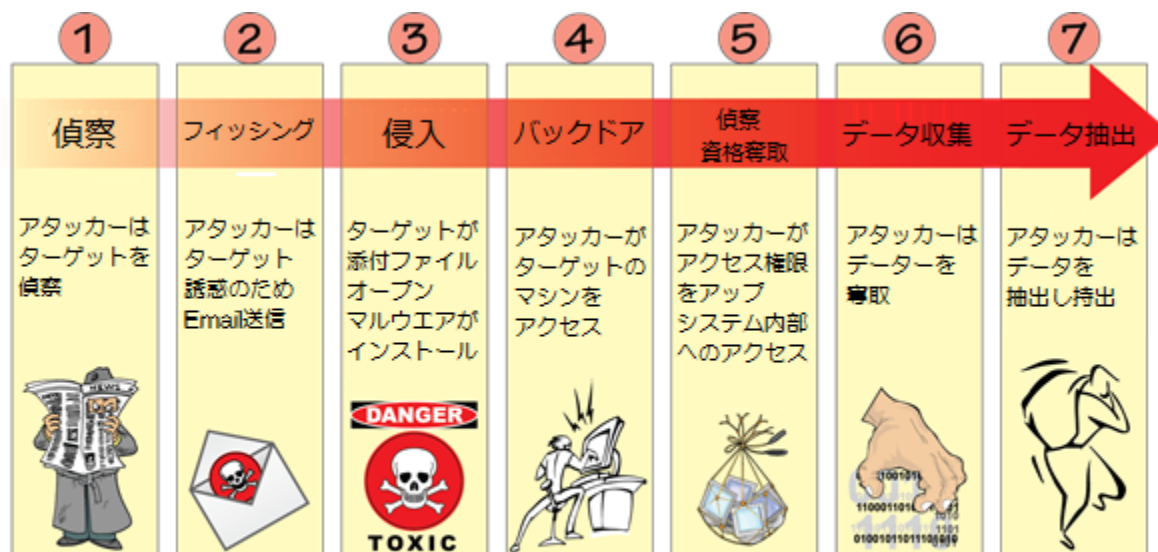 1
2
3
4
5
6
7
偵察
フィッシング
侵入
バックドア
偵察
資格奪取
データ収集
データ抽出
アタッカーは
ターゲットを
偵察
アタッカーは
ターゲット
誘惑のため
Email送信
ターゲットが
添付ファイル
オープン
マルウエアが
インストール
アタッカーが
ターゲットの
マシンを
アクセス
アタッカーが
アクセス権限
をアップ
システム内部
へのアクセス
アタッカーは
データーを
奪取
アタッカーは
データを
抽出し持出
NEWS
DANGER
TOXIC
01001011011101010